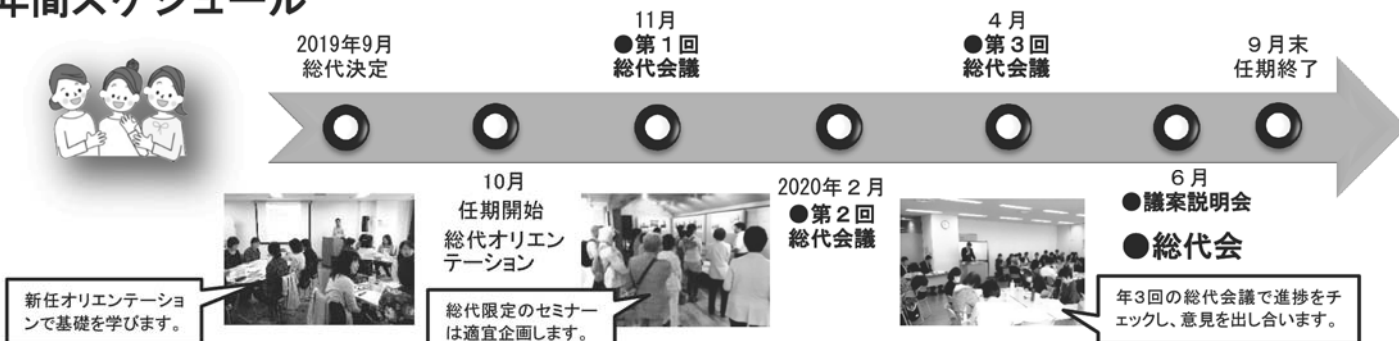 年間スケジュール
2019年9月
総代決定
11月
●第1回
総代会議
4月
●第3回
総代会議
9月末
任期終了
10月
任期開始
総代オリエン
テーション
2020年2月
●第2回
総代会議
6月
●議案説明会
●総代会
新任オリエンテーショ
ンで基礎を学びます。
総代限定のセミナー
は適宜企画します。
年3回の総代会議で進捗をチ
ェックし、意見を出し合います。